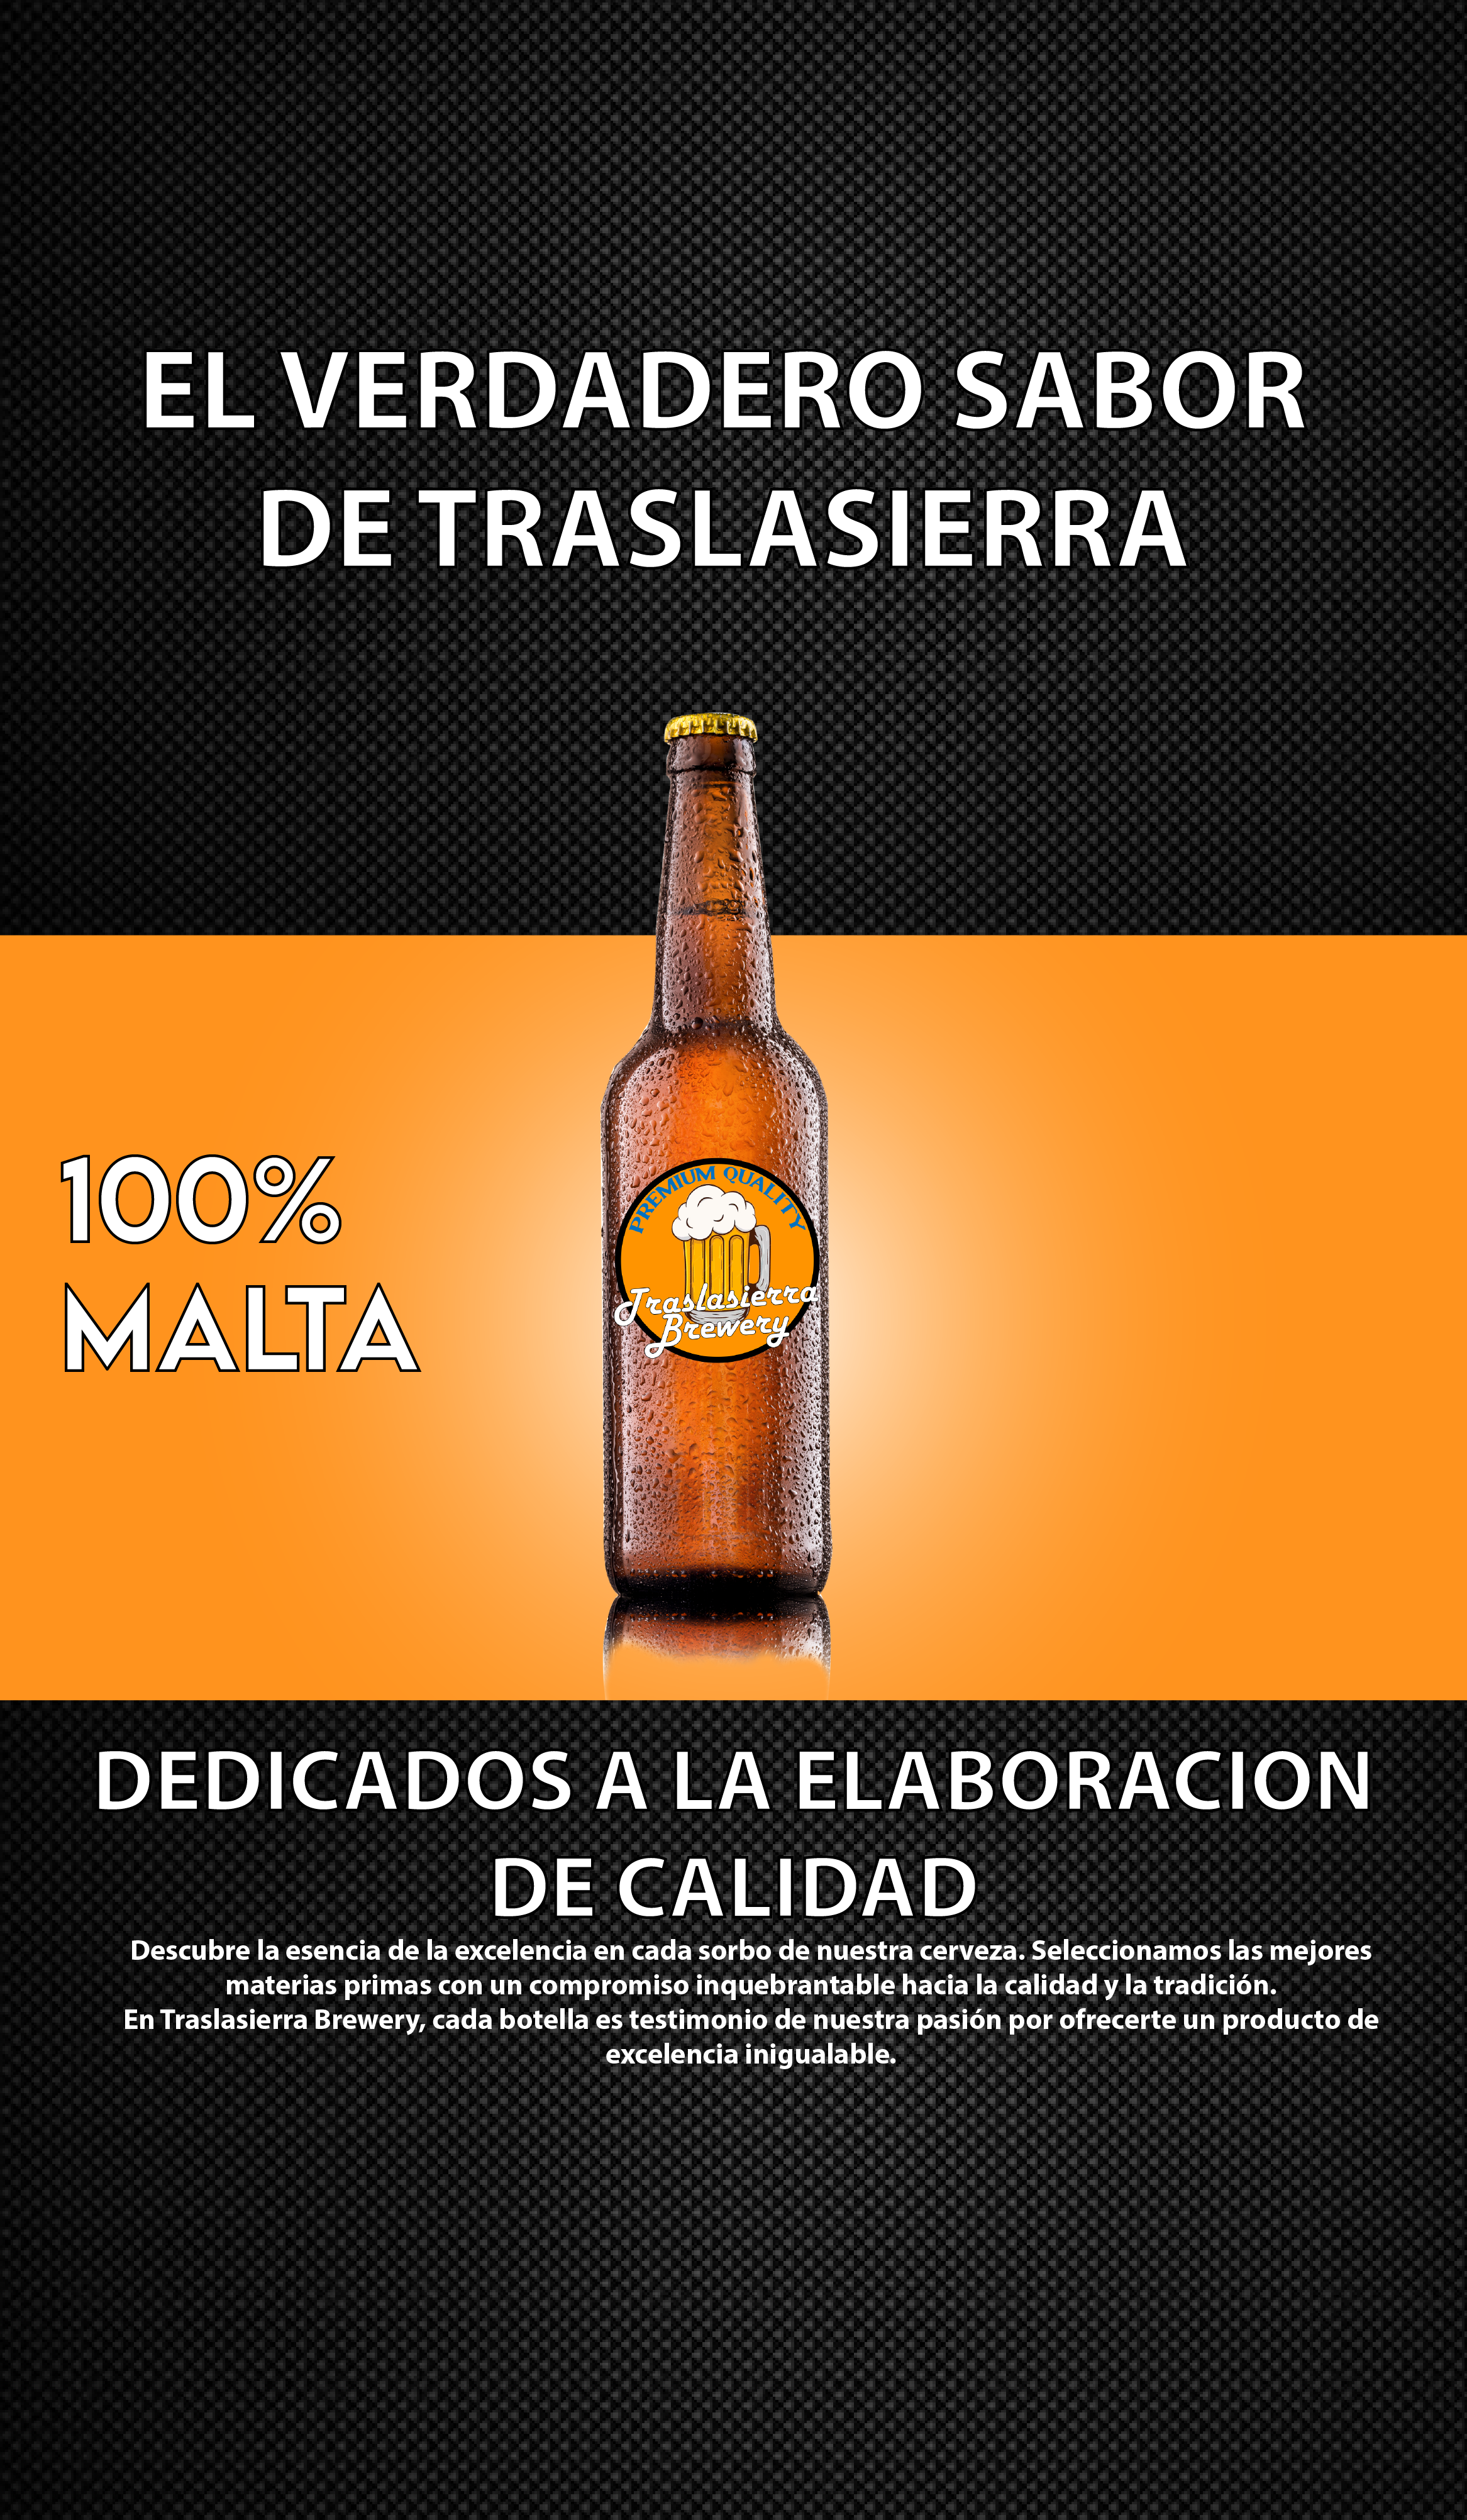 EL VERDADERO SABOR
DE TRASLASIERRA
100%
MALTA
PREMIUM QUALITY
Traslasierra
Brewery
DEDICADOS A LA ELABORACION
DE CALIDAD
Descubre la esencia de la excelencia en cada sorbo de nuestra cerveza. Seleccionamos las mejores
materias primas con un compromiso inquebrantable hacia la calidad y la tradición.
En Traslasierra Brewery, cada botella es testimonio de nuestra pasión por ofrecerte un producto de
excelencia inigualable.